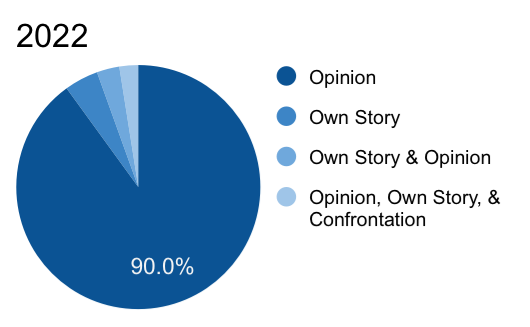 2022
Opinion
Own Story
Own Story & Opinion
Opinion, Own Story, &
Confrontation
90.0%